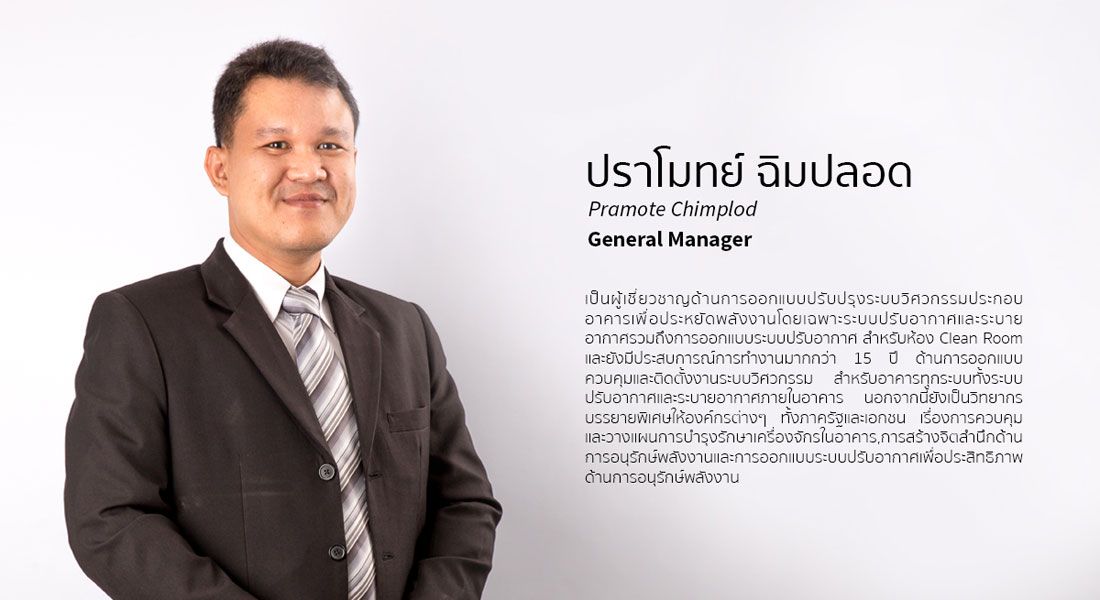 ปราโมทย์ ฉิมปลอด
Pramote Chimplod
General Manager
เป็นผู้เชี่ยวชาญด้านการออกแบบปรับปรุงระบบวิศวกรรมประกอบ
อาคารเพื่อประหยัดพลังงานโดยเฉพาะระบบปรับอากาศและระบาย
อากาศรวมถึงการออกแบบระบบปรับอากาศ สำหรับห้อง Clean Room
และยังมีประสบการณ์การทำงานมากกว่า 15 ปี ด้านการออกแบบ
ควบคุมและติดตั้งงานระบบวิศวกรรม สำหรับอาคารทุกระบบทั้งระบบ
ปรับอากาศและระบายอากาศภายในอาคาร นอกจากนี้ยังเป็นวิทยากร
บรรยายพิเศษให้องค์กรต่างๆ ทั้งภาครัฐและเอกชน เรื่องการควบคุม
และวางแผนการบำรุงรักษาเครื่องจักรในอาคาร,การสร้างจิตสำนึกด้าน
การอนุรักษ์พลังงานและการออกแบบระบบปรับอากาศเพื่อประสิทธิภาพ
ด้านการอนุรักษ์พลังงาน